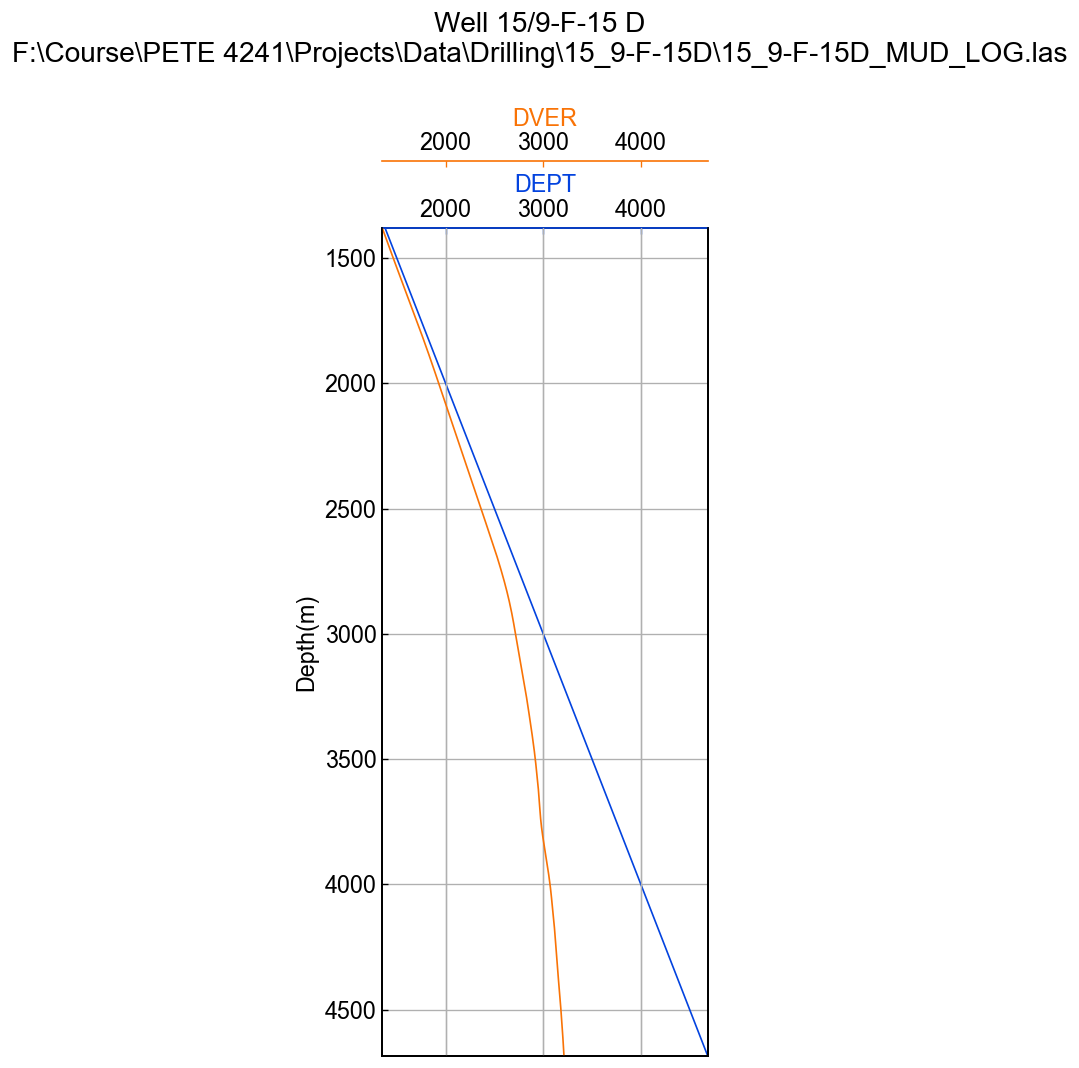 Well 15/9-F-15 D
F:\Course\PETE 4241\Projects\Data\Drilling\15_9-F-15D\15_9-F-15D_MUD_LOG.las
DVER
2000 3000 4000
DEPT
2000 3000 4000
1500
2000
2500
3000
3500
4000
4500
Depth(m)